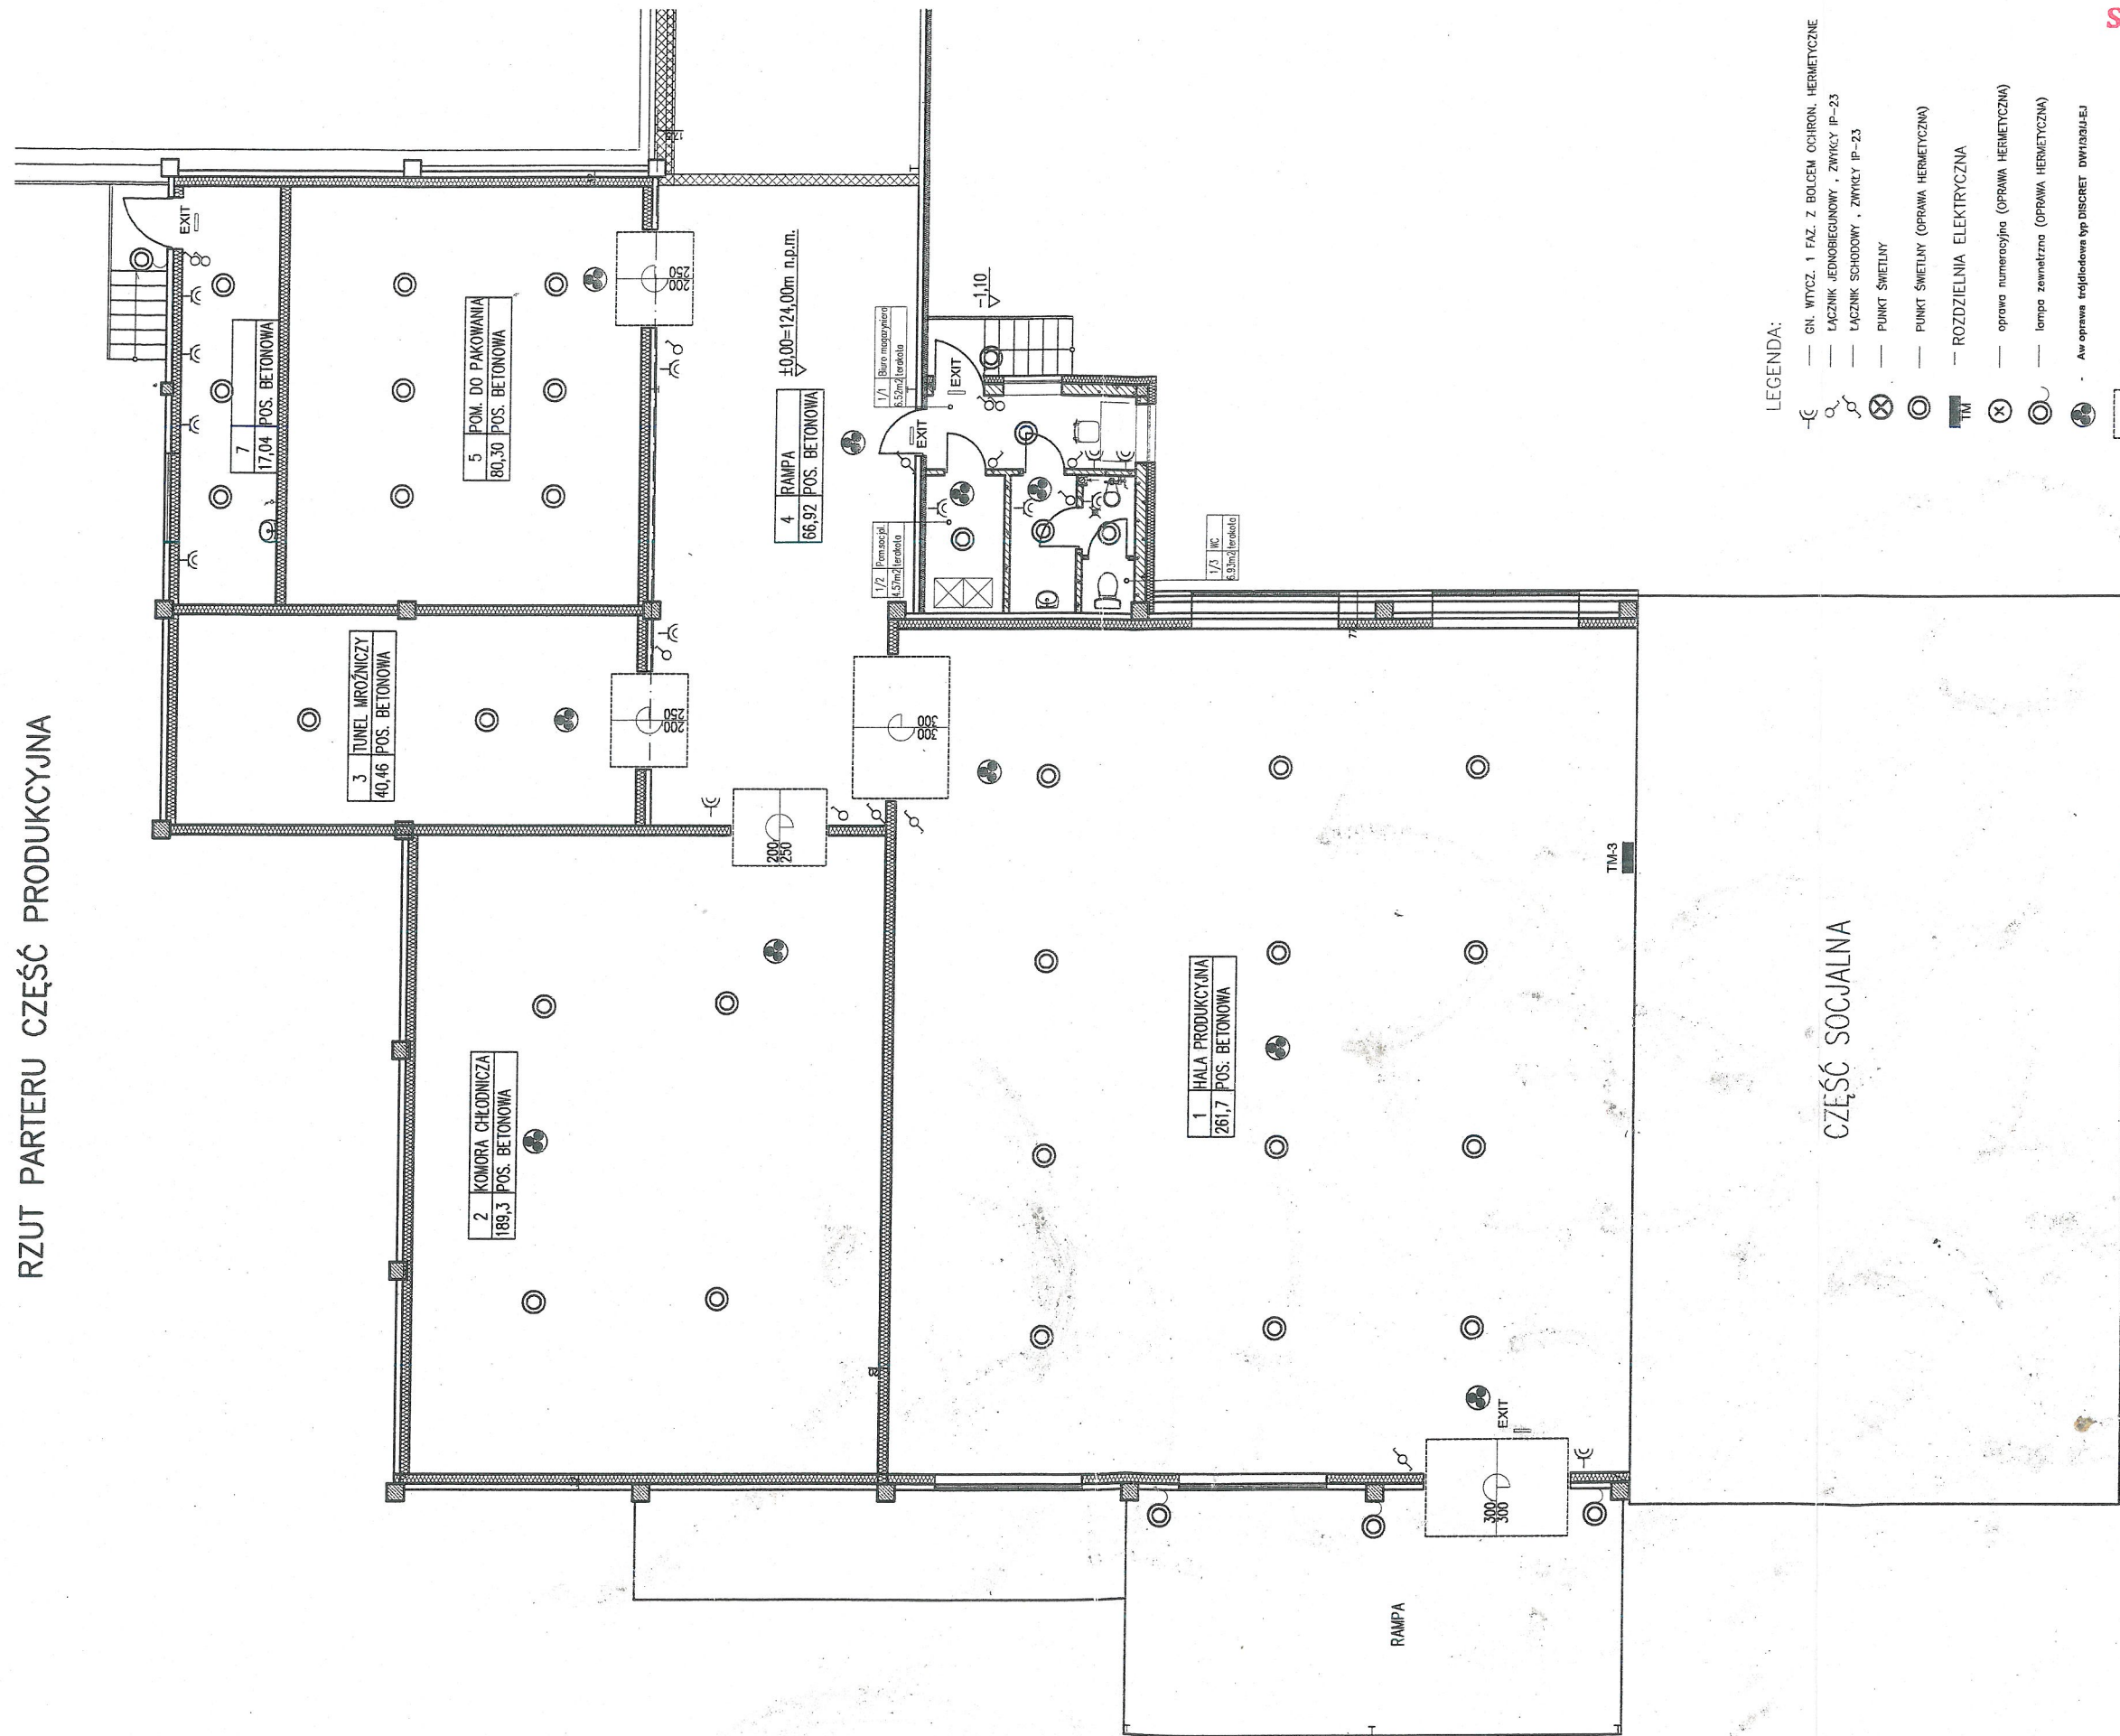 RZUT PARTERU CZĘŚĆ PRODUKCYJNA
EXIT
7
17,04 POS. BETONOWA
5 POM. DO PAKOWANIA
80,30 POS. BETONOWA
200
250
±0,00=124,00m n.p.m.
4 RAMPA
66,92 POS. BETONOWA
1/1 Biuro magazyniera
6.52m2 terakota
-1,10
EXIT
EXIT
1/2 Pom.socjal.
4.57m2 terakota
1/3 WC
6.93m2 terakota
3 TUNEL MROŹNICZY
40,46 POS. BETONOWA
200
250
300
300
200
250
77
TM-3
2 KOMORA CHŁODNICZA
189,3 POS. BETONOWA
1 HALA PRODUKCYJNA
261,7 POS. BETONOWA
EXIT
300
300
RAMPA
CZĘŚĆ SOCJALNA
LEGENDA:
GN. WTYCZ. 1 FAZ. Z BOLCEM OCHRON. HERMETYCZNE
ŁĄCZNIK JEDNOBIEGUNOWY , ZWYKŁY IP-23
ŁĄCZNIK SCHODOWY , ZWYKŁY IP-23
PUNKT ŚWIETLNY
PUNKT ŚWIETLNY (OPRAWA HERMETYCZNA)
TM — ROZDZIELNIA ELEKTRYCZNA
oprawa numeracyjna (OPRAWA HERMETYCZNA)
lampa zewnetrzna (OPRAWA HERMETYCZNA)
- Aw oprawa trójdiodowa typ DISCRET DW1/3/3/J-EJ